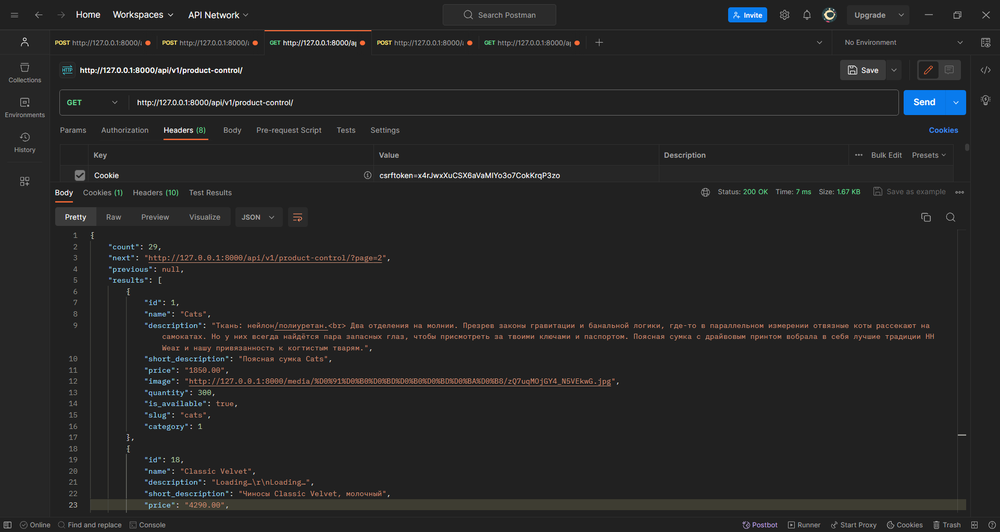 Home Workspaces API Network Search Postman Invite Upgrade
POST http://127.0.0.1:8000/ POST http://127.0.0.1:8000/ GET http://127.0.0.1:8000/a POST http://127.0.0.1:8000/ GET http://127.0.0.1:8000/a No Environment
HTTP http://127.0.0.1:8000/api/v1/product-control/ Save
Collections
Environments
History
GET http://127.0.0.1:8000/api/v1/product-control/ Send
Params Authorization Headers (8) Body Pre-request Script Tests Settings Cookies
Key Value Description Bulk Edit Presets
Cookie csrftoken=x4rJwxXuCSX6aVaMIYo3o7CokKrqP3zo
Body Cookies (1) Headers (10) Test Results Status: 200 OK Time: 7 ms Size: 1.67 KB Save as example
Pretty Raw Preview Visualize JSON
1 {
2 "count": 29,
3 "next": "http://127.0.0.1:8000/api/v1/product-control/?page=2",
4 "previous": null,
5 "results": [
6 {
7 "id": 1,
8 "name": "Cats",
9 "description": "Ткань: нейлон/полиуретан.<br> Два отделения на молнии. Презрев законы гравитации и банальной логики, где-то в параллельном измерении отвязные коты рассекают на
самокатах. Но у них всегда найдётся пара запасных глаз, чтобы присмотреть за твоими ключами и паспортом. Поясная сумка с драйвовым принтом вобрала в себя лучшие традиции HH
Wear и нашу привязанность к когтистым тварям.",
10 "short_description": "Поясная сумка Cats",
11 "price": "1850.00",
12 "image": "http://127.0.0.1:8000/media/%D0%91%D0%B0%D0%BD%D0%B0%D0%BD%D0%BA%D0%B8/zQ7uqMOjGY4_N5VEkwG.jpg",
13 "quantity": 300,
14 "is_available": true,
15 "slug": "cats",
16 "category": 1
17 },
18 {
19 "id": 18,
20 "name": "Classic Velvet",
21 "description": "Loading…\r\nLoading…",
22 "short_description": "Чиносы Classic Velvet, молочный",
23 "price": "4290.00",
Online Find and replace Console Postbot Runner Start Proxy Cookies Trash